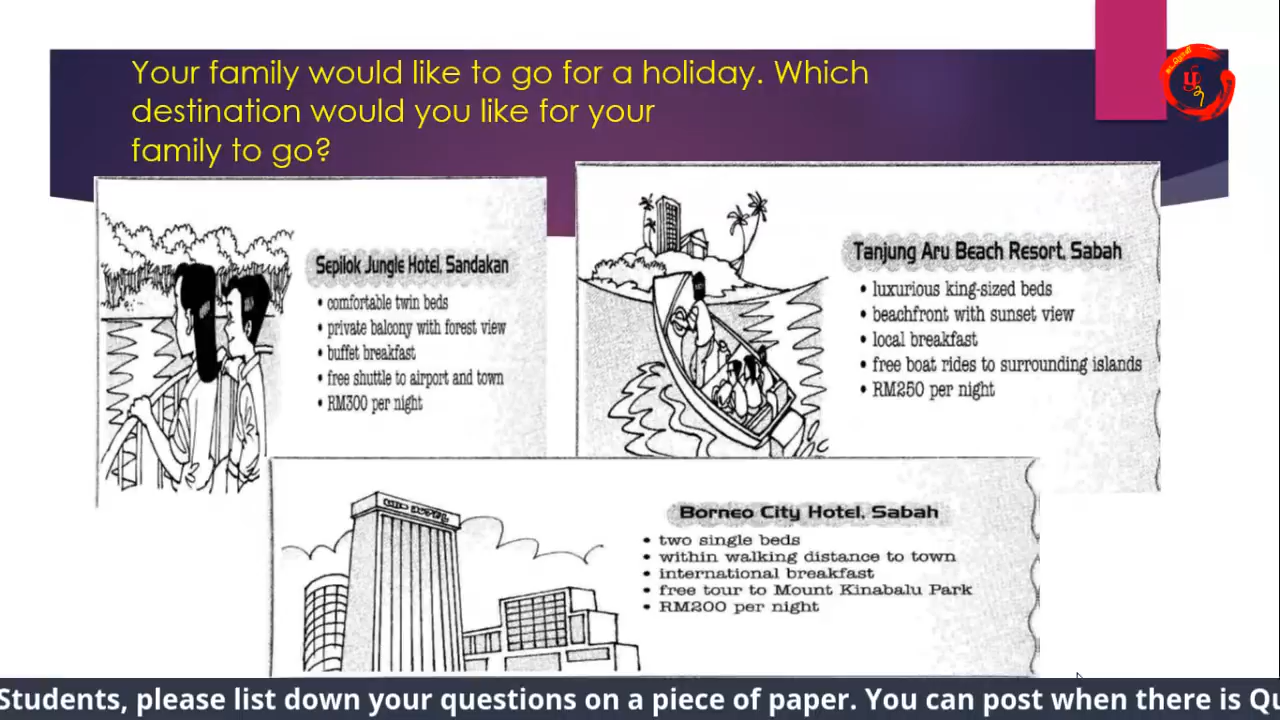 Your family would like to go for a holiday. Which
destination would you like for your
family to go?
Sepilok Jungle Hotel, Sandakan
• comfortable twin beds
• private balcony with forest view
• buffet breakfast
• free shuttle to airport and town
• RM300 per night
Tanjung Aru Beach Resort, Sabah
• luxurious king-sized beds
• beachfront with sunset view
• local breakfast
• free boat rides to surrounding islands
• RM250 per night
Borneo City Hotel, Sabah
• two single beds
• within walking distance to town
• international breakfast
• free tour to Mount Kinabalu Park
• RM200 per night
Students, please list down your questions on a piece of paper. You can post when there is Qu